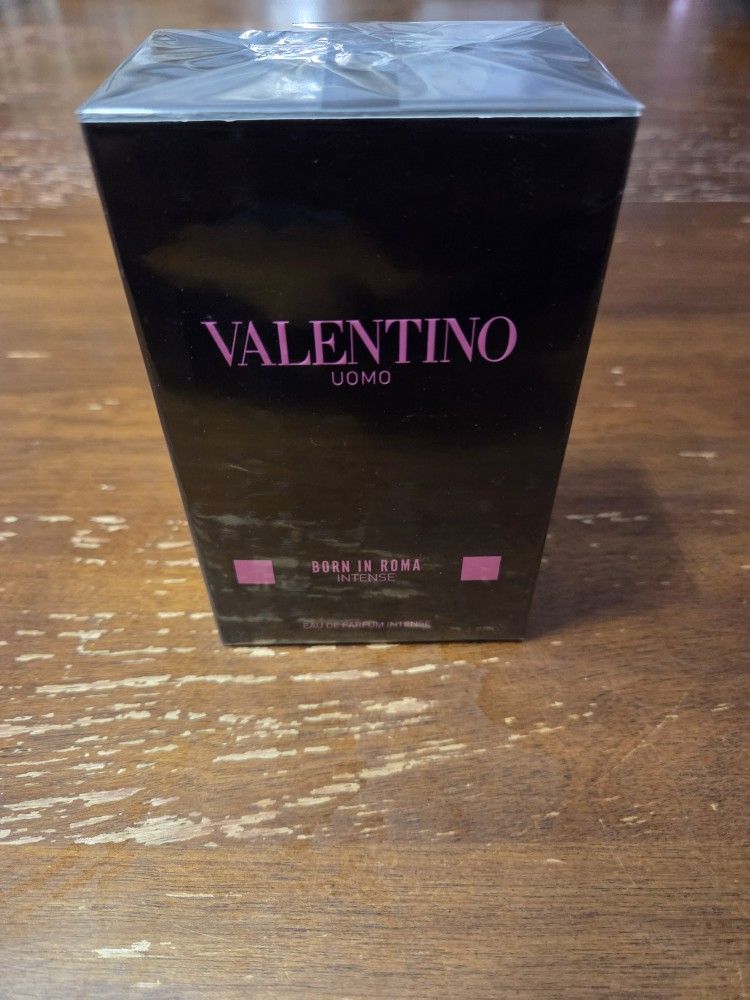 VALENTINO
UOMO
BORN IN ROMA
INTENSE
EAU DE PARFUM INTENSE